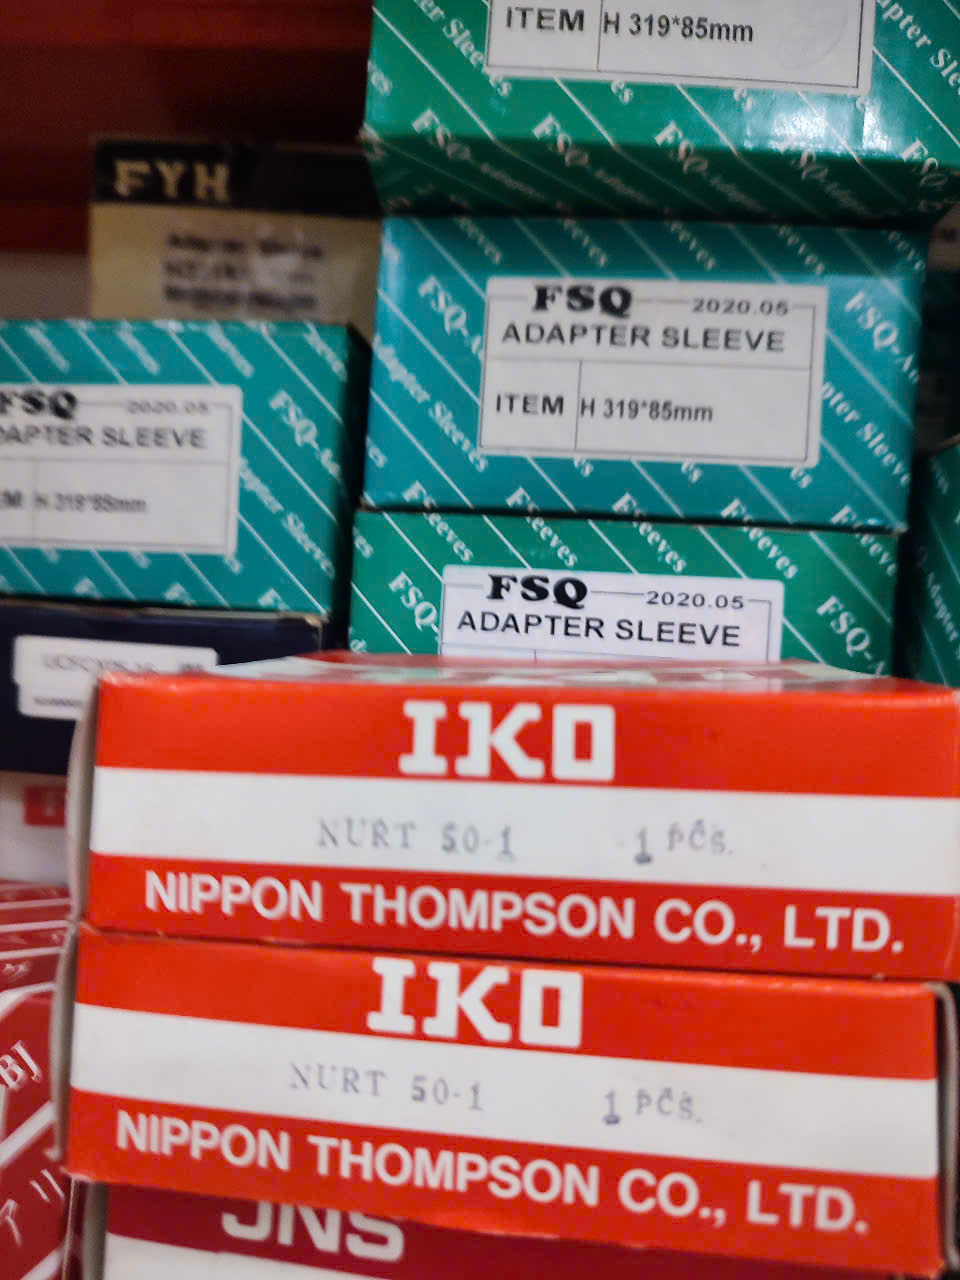 ITEM H 319*85mm
FSQ
FYH
FSQ 2020.05
ADAPTER SLEEVE
ITEM H 319*85mm
FSQ 2020.05
ADAPTER SLEEVE
FSQ 2020.05
ADAPTER SLEEVE
IKO
NURT 50-1 1 PCS.
NIPPON THOMPSON CO., LTD.
IKO
NURT 50-1 1 PCS.
NIPPON THOMPSON CO., LTD.
JNS